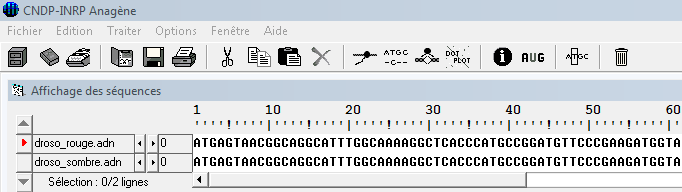 CNDP-INRP Anagène
Fichier Edition Traiter Options Fenêtre Aide
ATGC
--C--
DOT
PLOT
i AUG
Affichage des séquences
1 10 20 30 40 50 60
droso_rouge.adn 0 ATGAGTAACGGCAGGCATTTGGCAAAAGGCTCACCCATGCCGGATGTTCCCGAAGATGGTA
droso_sombre.adn 0 ATGAGTAACGGCAGGCATTTGGCAAAAGGCTCACCCATGCCGGATGTTCCCGAAGATGGTA
Sélection : 0/2 lignes